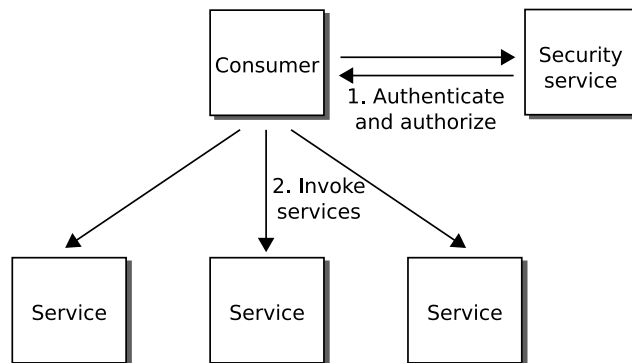 Consumer
Security
service
1. Authenticate
and authorize
2. Invoke
services
Service
Service
Service